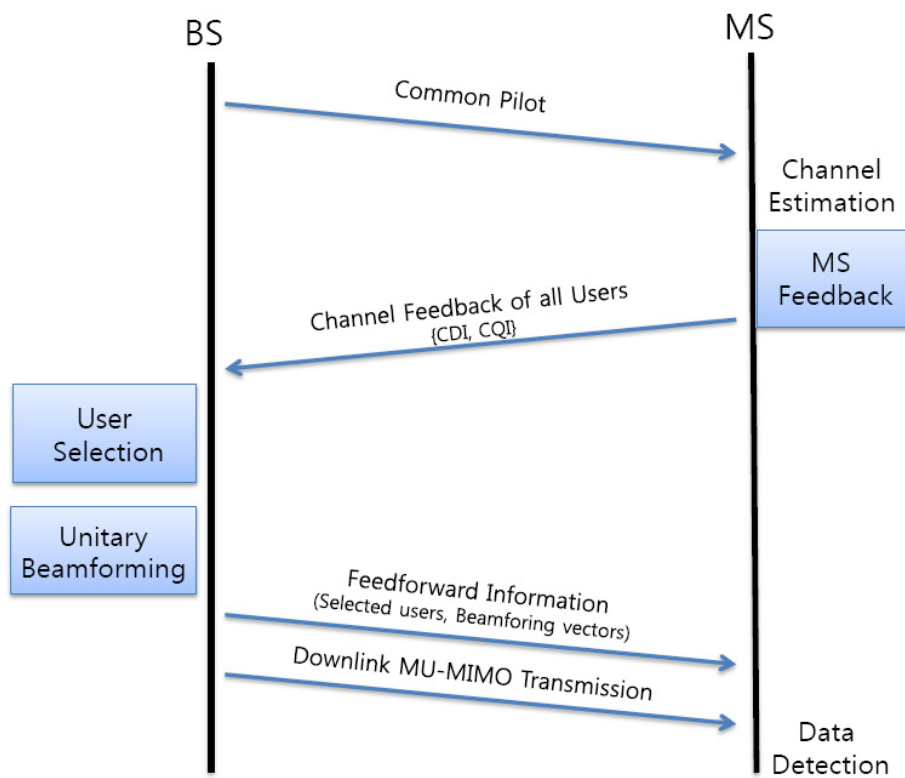 BS
MS
Common Pilot
Channel
Estimation
MS
Feedback
Channel Feedback of all Users
{CDI, CQI}
User
Selection
Unitary
Beamforming
Feedforward Information
(Selected users, Beamforing vectors)
Downlink MU-MIMO Transmission
Data
Detection